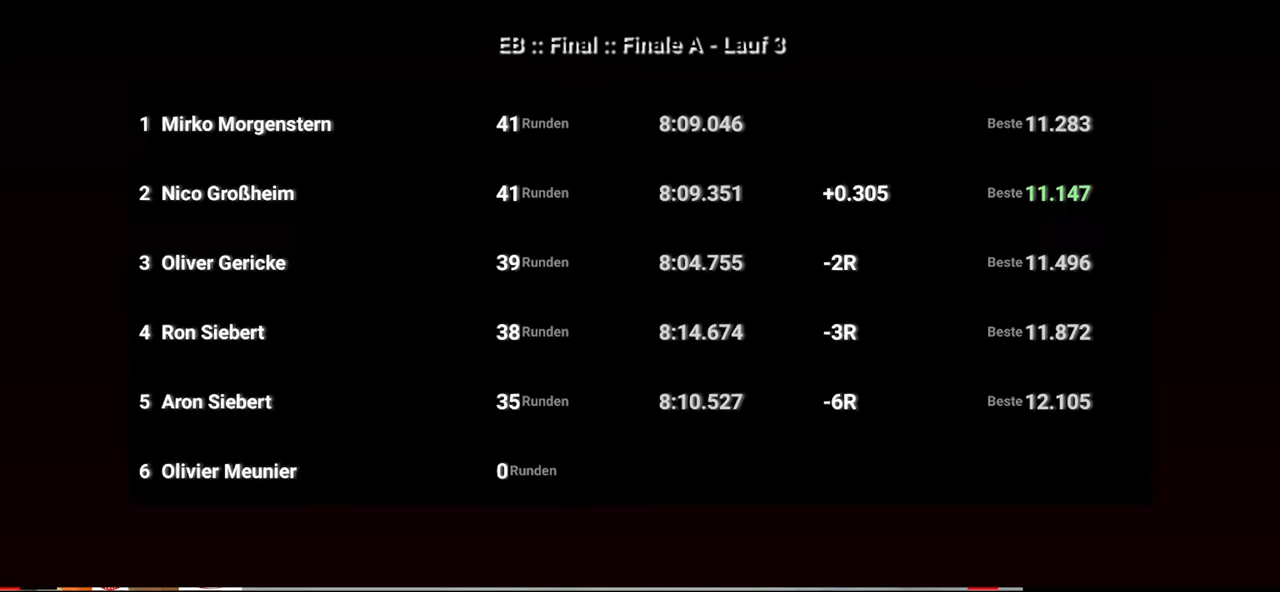 EB :: Final :: Finale A - Lauf 3
1 Mirko Morgenstern 41 Runden 8:09.046 Beste 11.283
2 Nico Großheim 41 Runden 8:09.351 +0.305 Beste 11.147
3 Oliver Gericke 39 Runden 8:04.755 -2R Beste 11.496
4 Ron Siebert 38 Runden 8:14.674 -3R Beste 11.872
5 Aron Siebert 35 Runden 8:10.527 -6R Beste 12.105
6 Olivier Meunier 0 Runden